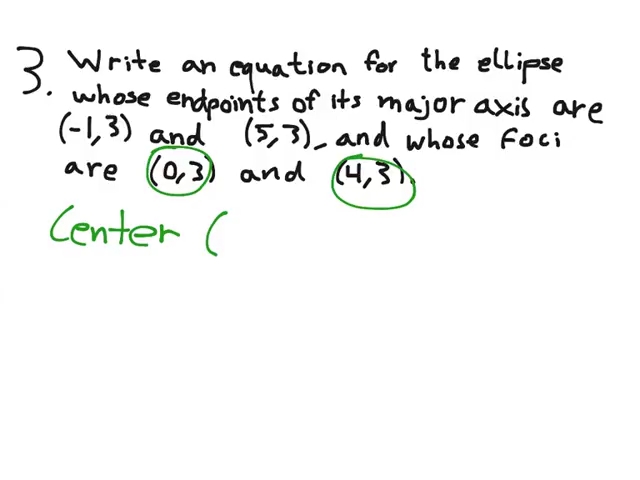 3. Write an equation for the ellipse
whose endpoints of its major axis are
(-1,3) and (5,3), and whose foci
are (0,3) and (4,3).
Center (